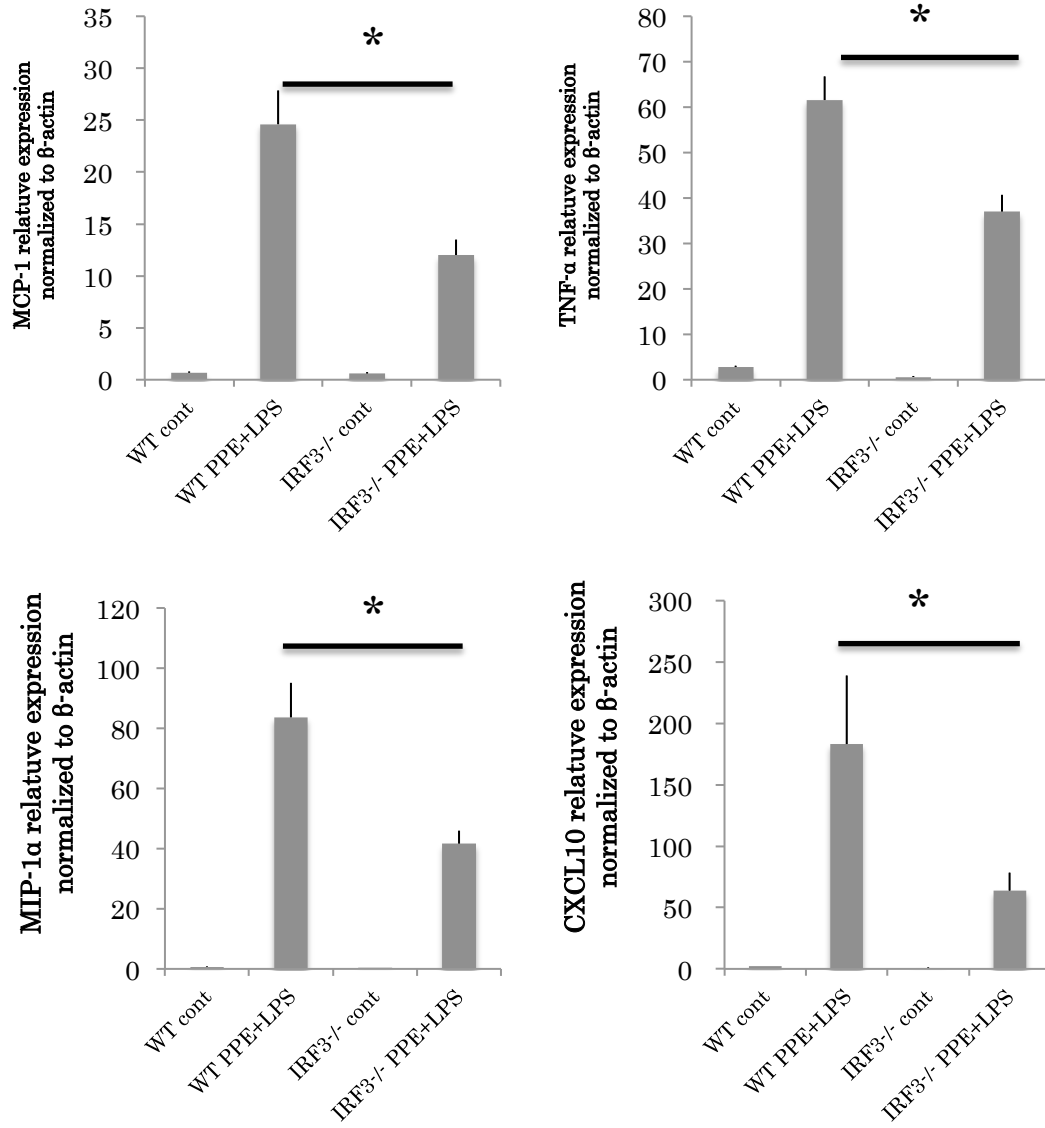 MCP-1 relatuve expression
normalized to β-actin
35
30
25
20
15
10
5
0
*
WT cont
WT PPE+LPS
IRF3-/- cont
IRF3-/- PPE+LPS
TNF-α relatuve expression
normalized to β-actin
80
70
60
50
40
30
20
10
0
*
WT cont
WT PPE+LPS
IRF3-/- cont
IRF3-/- PPE+LPS
MIP-1α relatuve expression
normalized to β-actin
120
100
80
60
40
20
0
*
WT cont
WT PPE+LPS
IRF3-/- cont
IRF3-/- PPE+LPS
CXCL10 relatuve expression
normalized to β-actin
300
250
200
150
100
50
0
*
WT cont
WT PPE+LPS
IRF3-/- cont
IRF3-/- PPE+LPS